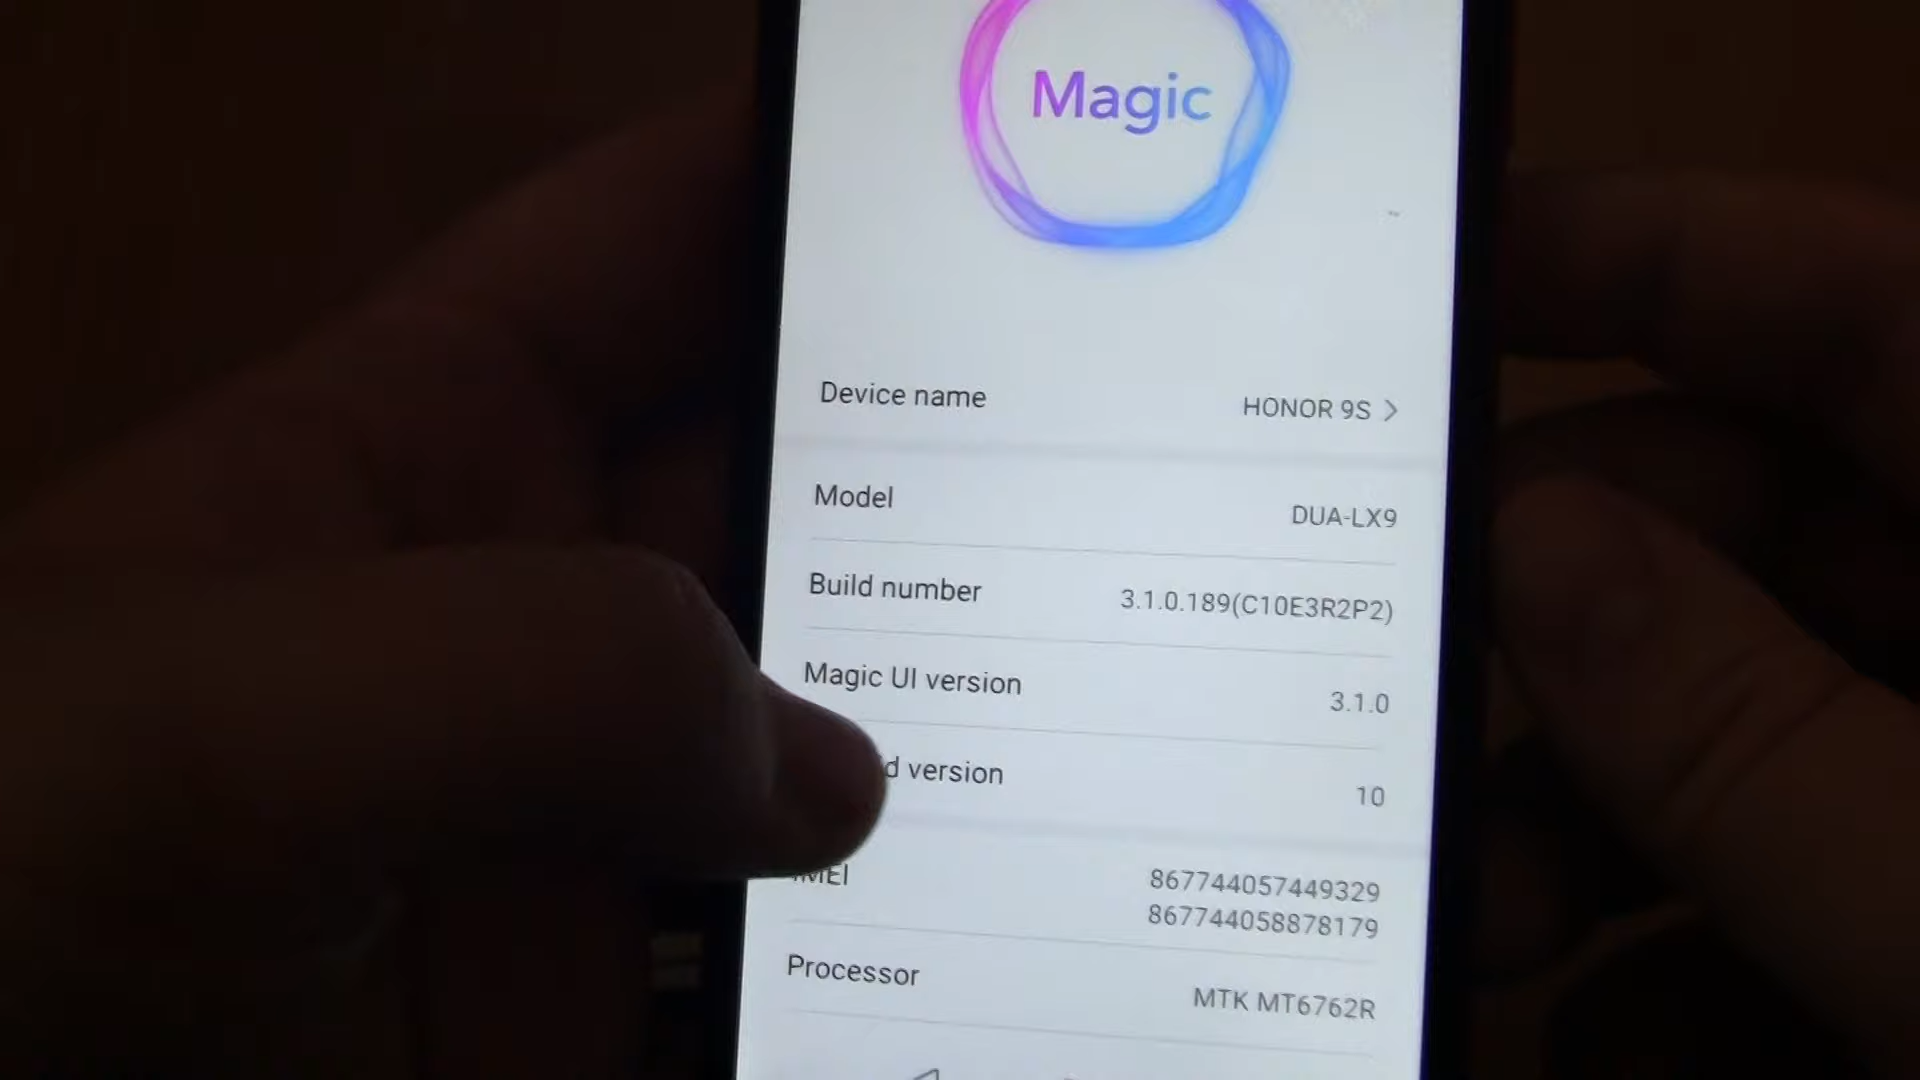 Magic
Device name HONOR 9S
Model DUA-LX9
Build number 3.1.0.189(C10E3R2P2)
Magic UI version 3.1.0
version 10
IMEI 867744057449329
867744058878179
Processor MTK MT6762R